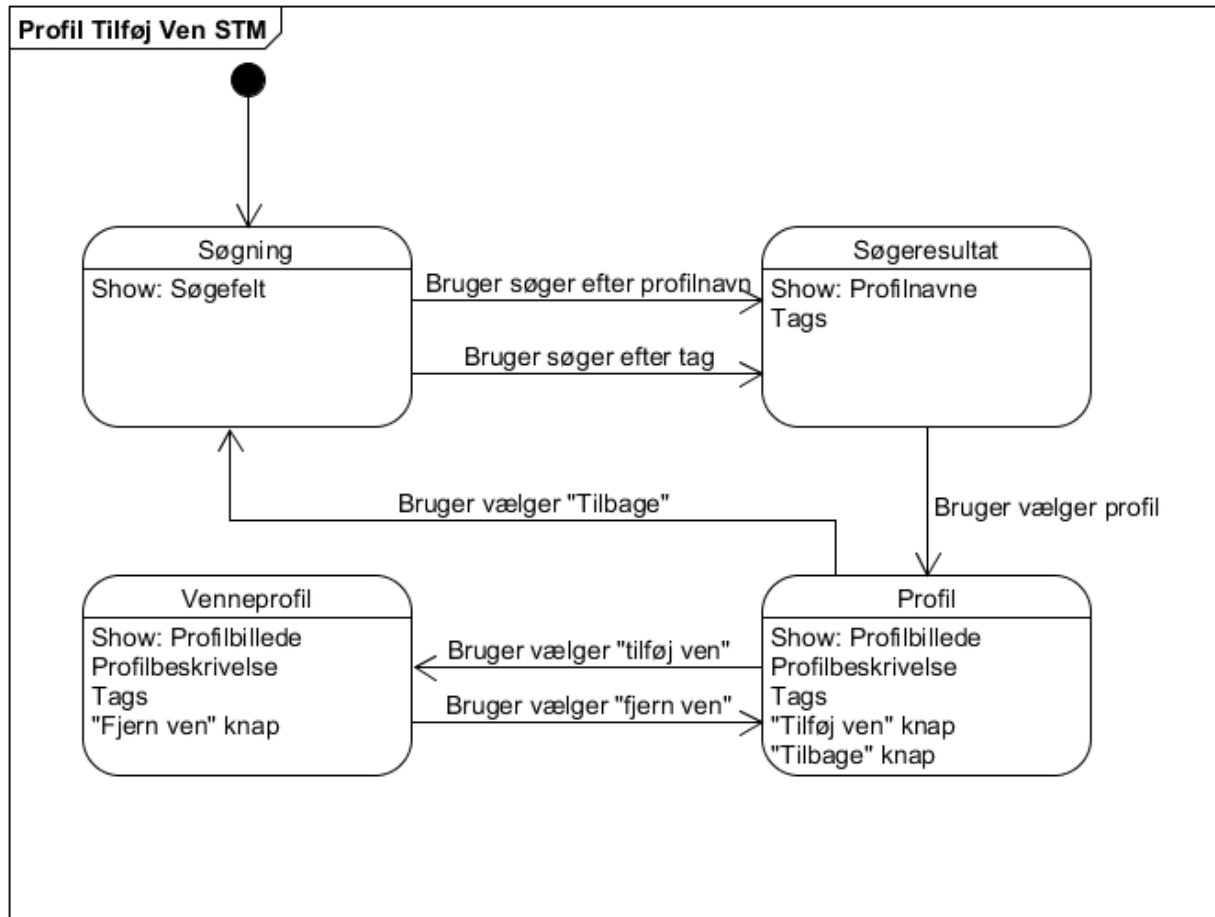 Profil Tilføj Ven STM
Søgning
Show: Søgefelt
Bruger søger efter profilnavn
Bruger søger efter tag
Søgeresultat
Show: Profilnavne
Tags
Bruger vælger "Tilbage"
Bruger vælger profil
Venneprofil
Show: Profilbillede
Profilbeskrivelse
Tags
"Fjern ven" knap
Bruger vælger "tilføj ven"
Bruger vælger "fjern ven"
Profil
Show: Profilbillede
Profilbeskrivelse
Tags
"Tilføj ven" knap
"Tilbage" knap